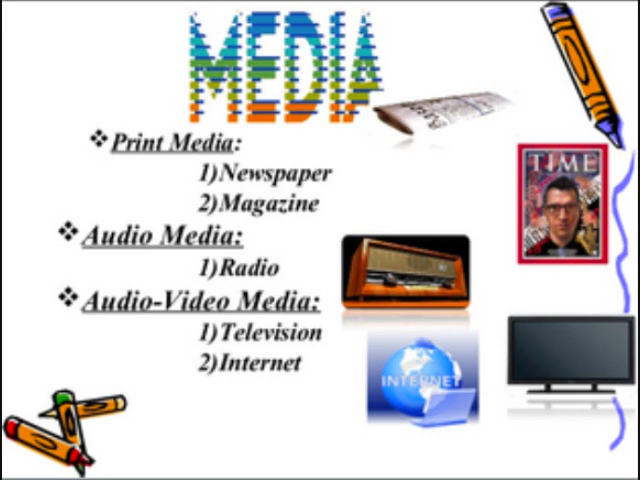 MEDIA
❖ Print Media:
1)Newspaper
2)Magazine
❖ Audio Media:
1)Radio
❖ Audio-Video Media:
1)Television
2)Internet
TIME
INTERNET